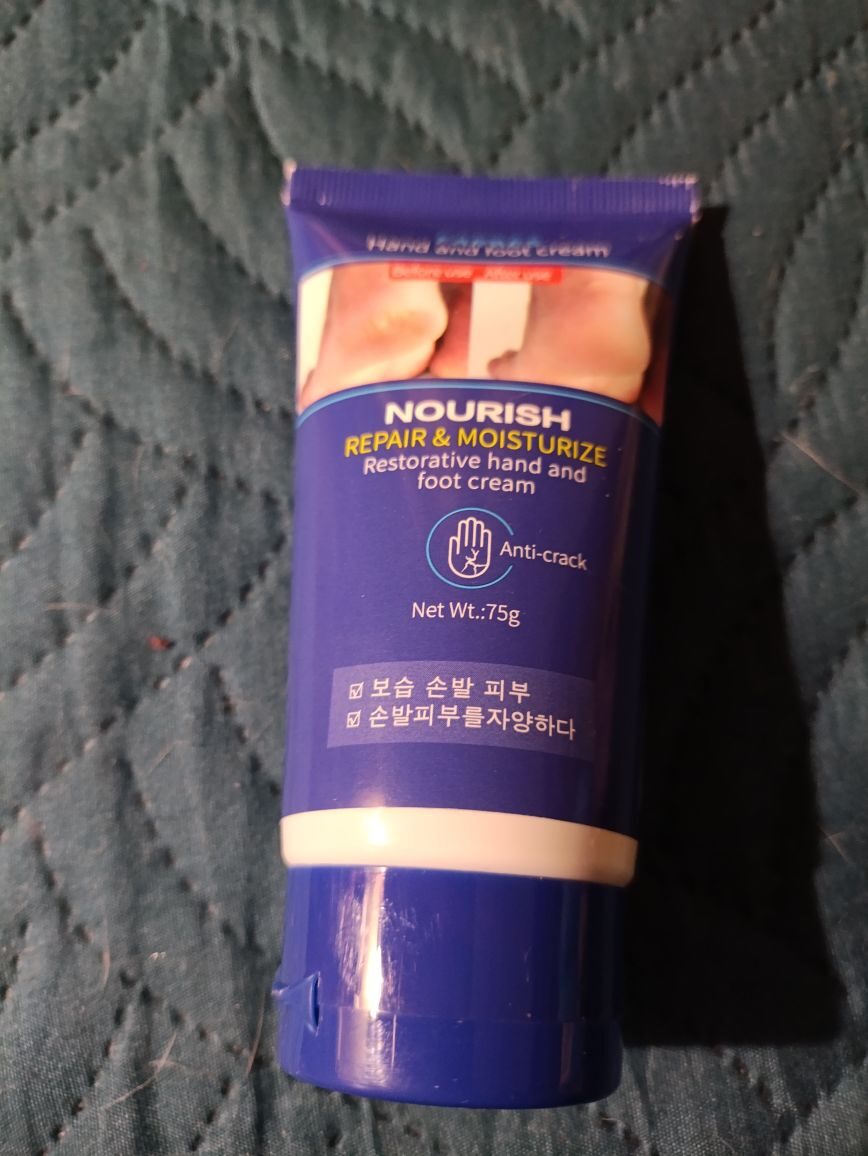 Hand and foot cream
Before use After use
NOURISH
REPAIR & MOISTURIZE
Restorative hand and
foot cream
Anti-crack
Net Wt.:75g
보습 손발 피부
손발피부를자양하다